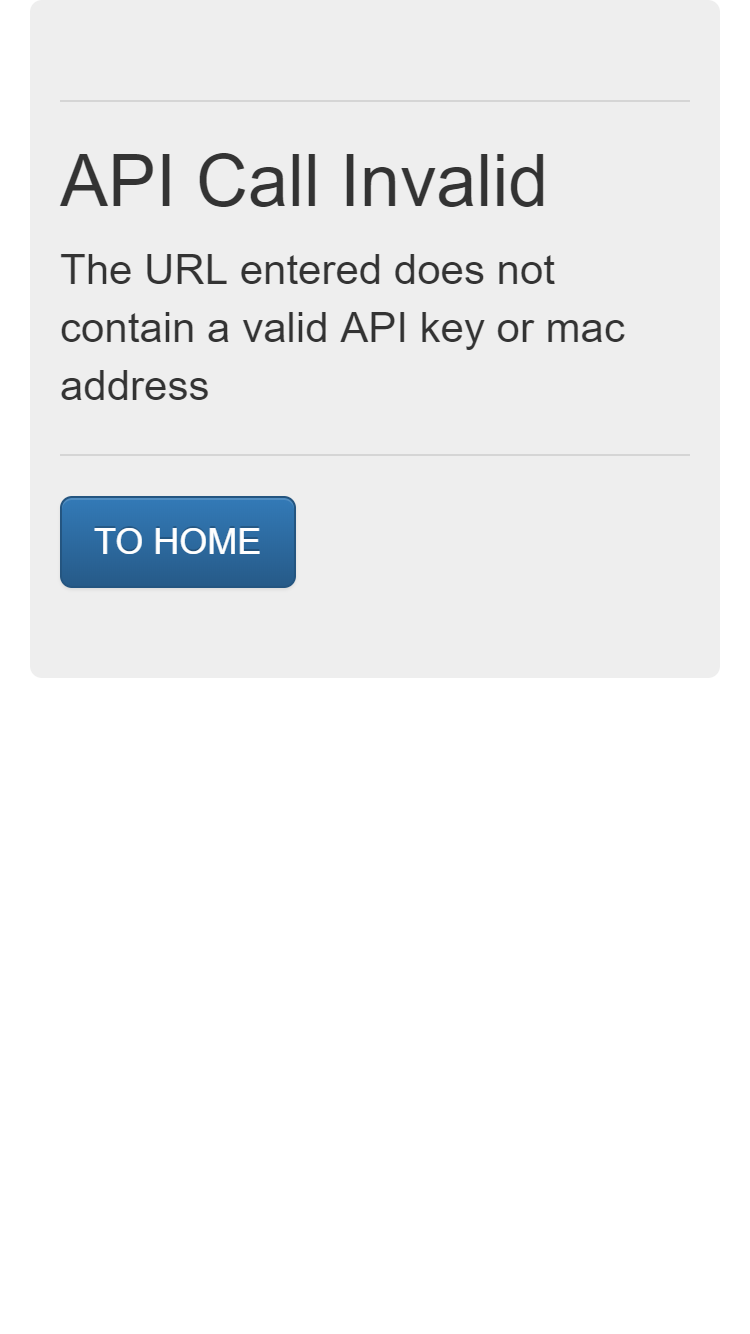 API Call Invalid
The URL entered does not
contain a valid API key or mac
address
TO HOME